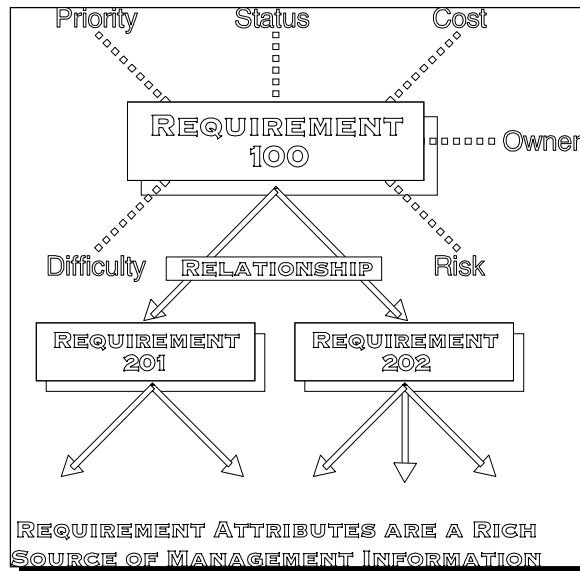 Priority Status Cost
REQUIREMENT
100
Owner
Difficulty RELATIONSHIP Risk
REQUIREMENT REQUIREMENT
201 202
REQUIREMENT ATTRIBUTES ARE A RICH
SOURCE OF MANAGEMENT INFORMATION